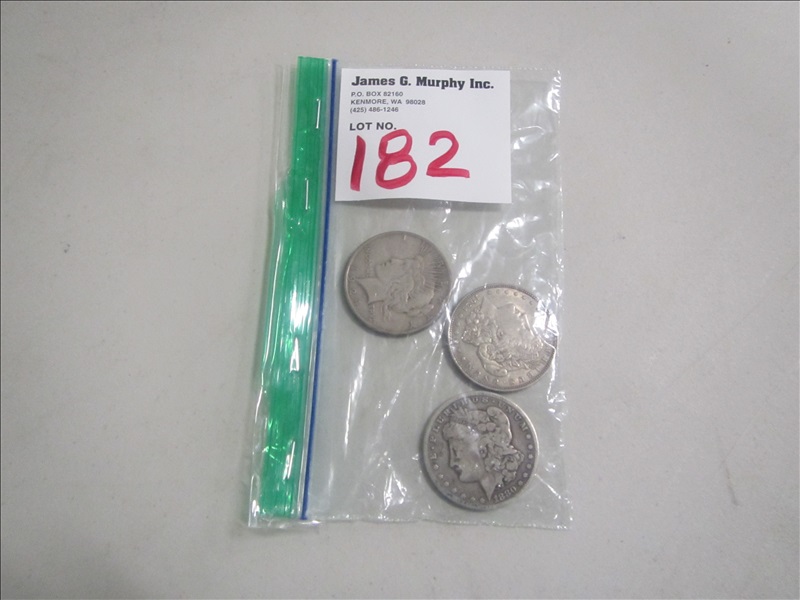 James G. Murphy Inc.
P.O. BOX 82160
KENMORE, WA 98028
(425) 486-1246
LOT NO.
182